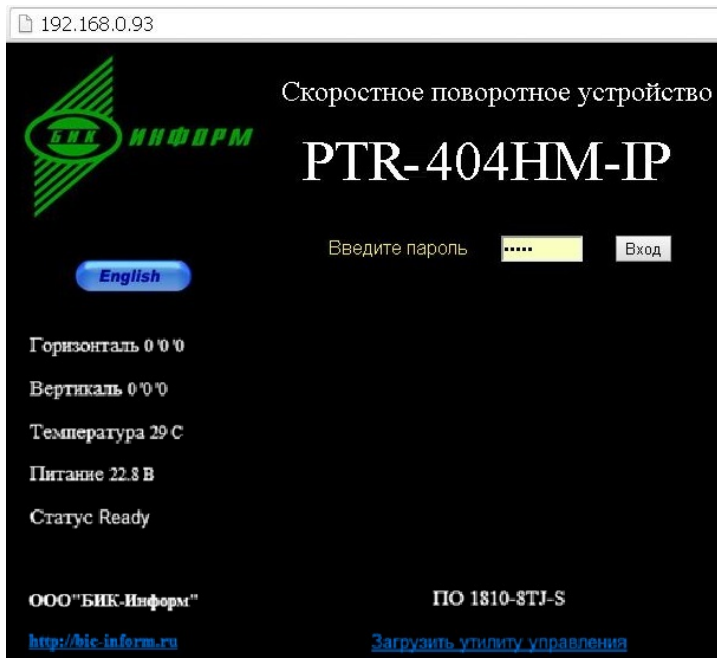 192.168.0.93
БИК ИНФОРМ
Скоростное поворотное устройство
PTR-404HM-IP
Введите пароль ••••• Вход
English
Горизонталь 0'0'0
Вертикаль 0'0'0
Температура 29 C
Питание 22.8 В
Статус Ready
ООО"БИК-Информ"
ПО 1810-8TJ-S
http://bic-inform.ru
Загрузить утилиту управления